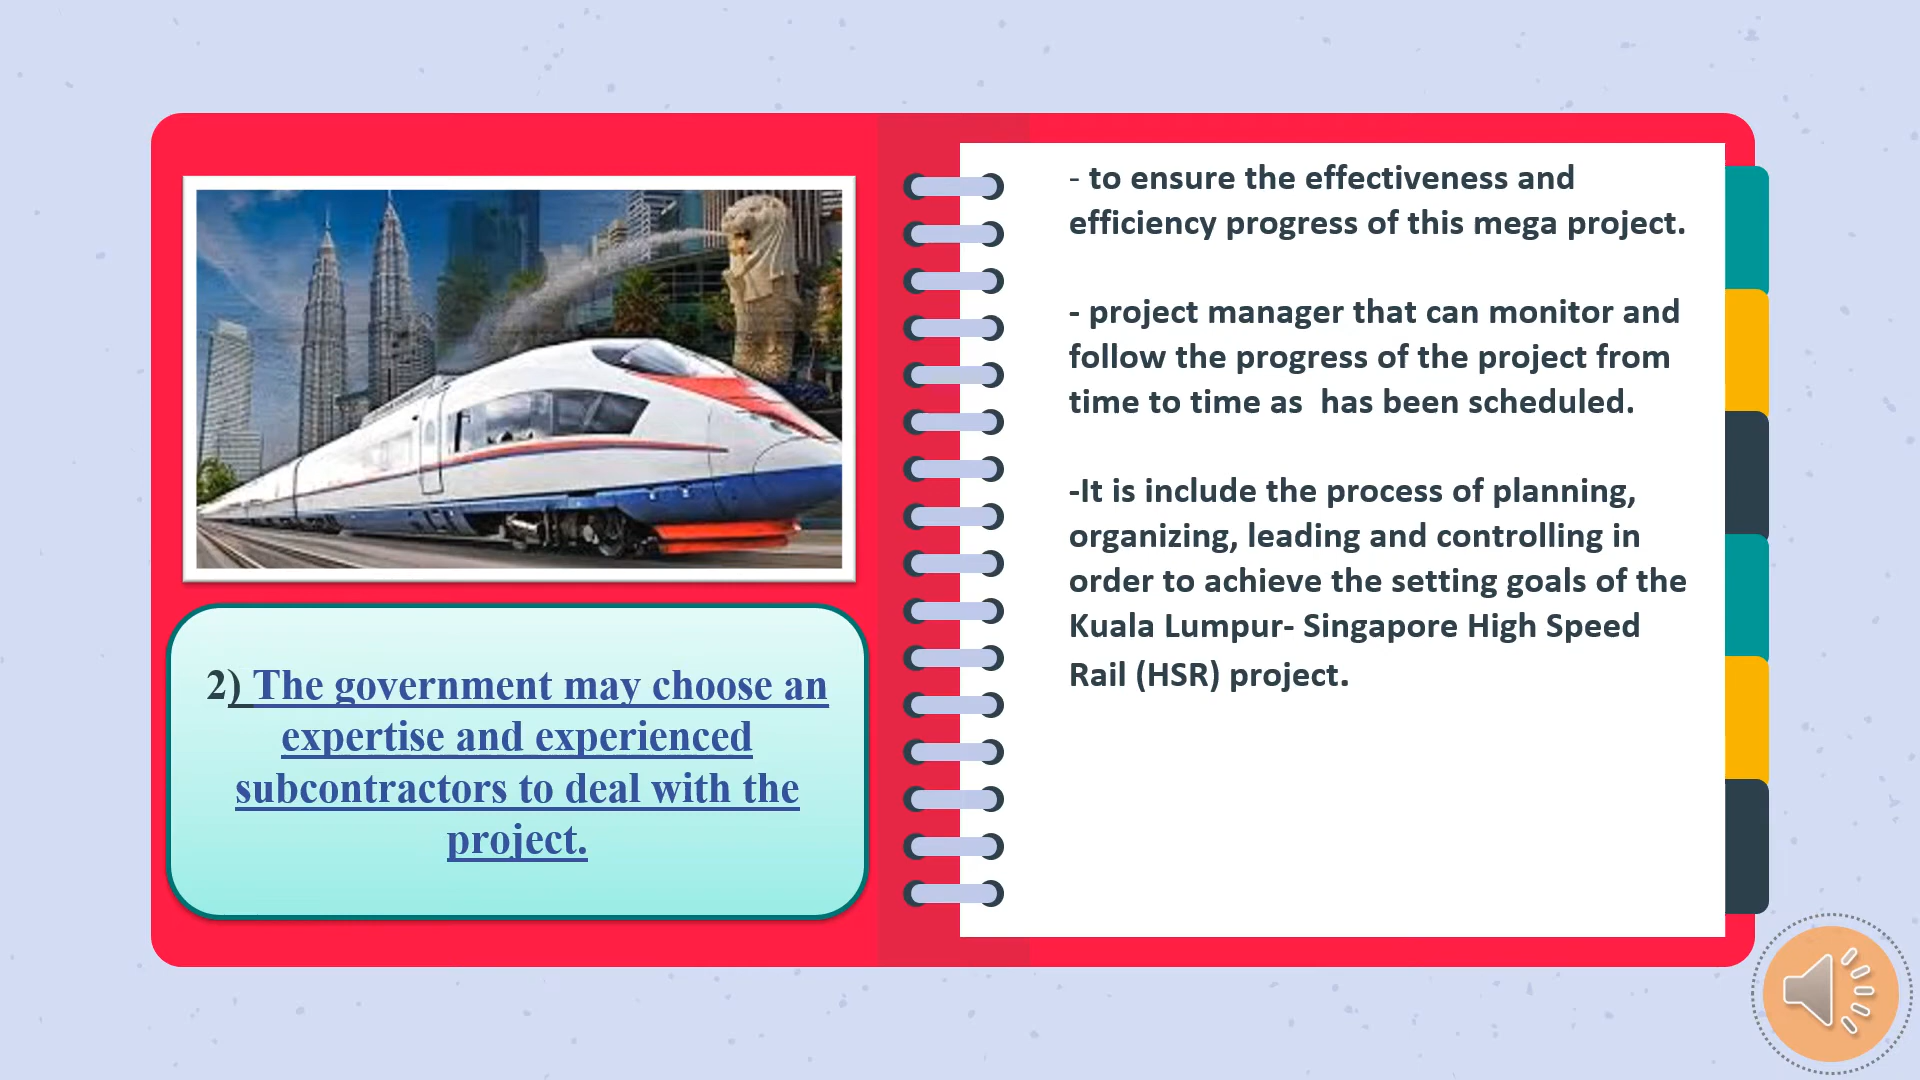 2) The government may choose an
expertise and experienced
subcontractors to deal with the
project.
- to ensure the effectiveness and
efficiency progress of this mega project.
- project manager that can monitor and
follow the progress of the project from
time to time as  has been scheduled.
-It is include the process of planning,
organizing, leading and controlling in
order to achieve the setting goals of the
Kuala Lumpur- Singapore High Speed
Rail (HSR) project.